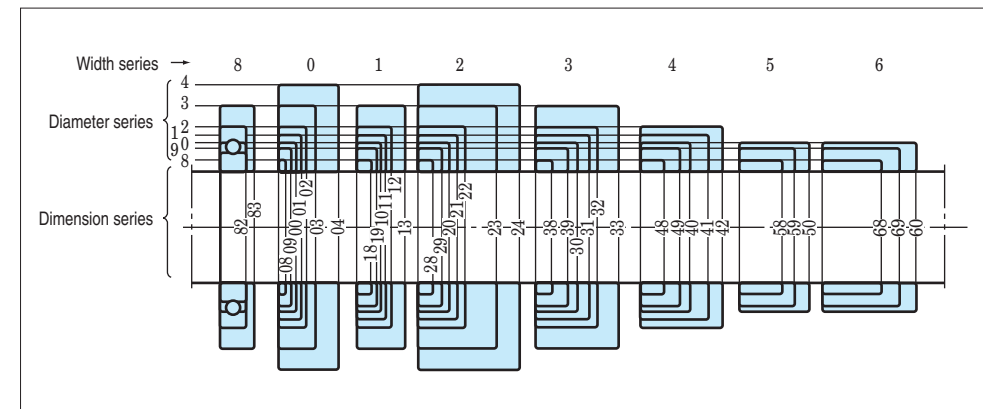 Width series → 8 0 1 2 3 4 5 6
Diameter series
4
3
2
1
0
9
8
Dimension series
82 83
08 09 00 01 02 03 04
18 19 10 11 12 13
28 29 20 21 22 23 24
38 39 30 31 32 33
48 49 40 41 42
58 59 50
68 69 60